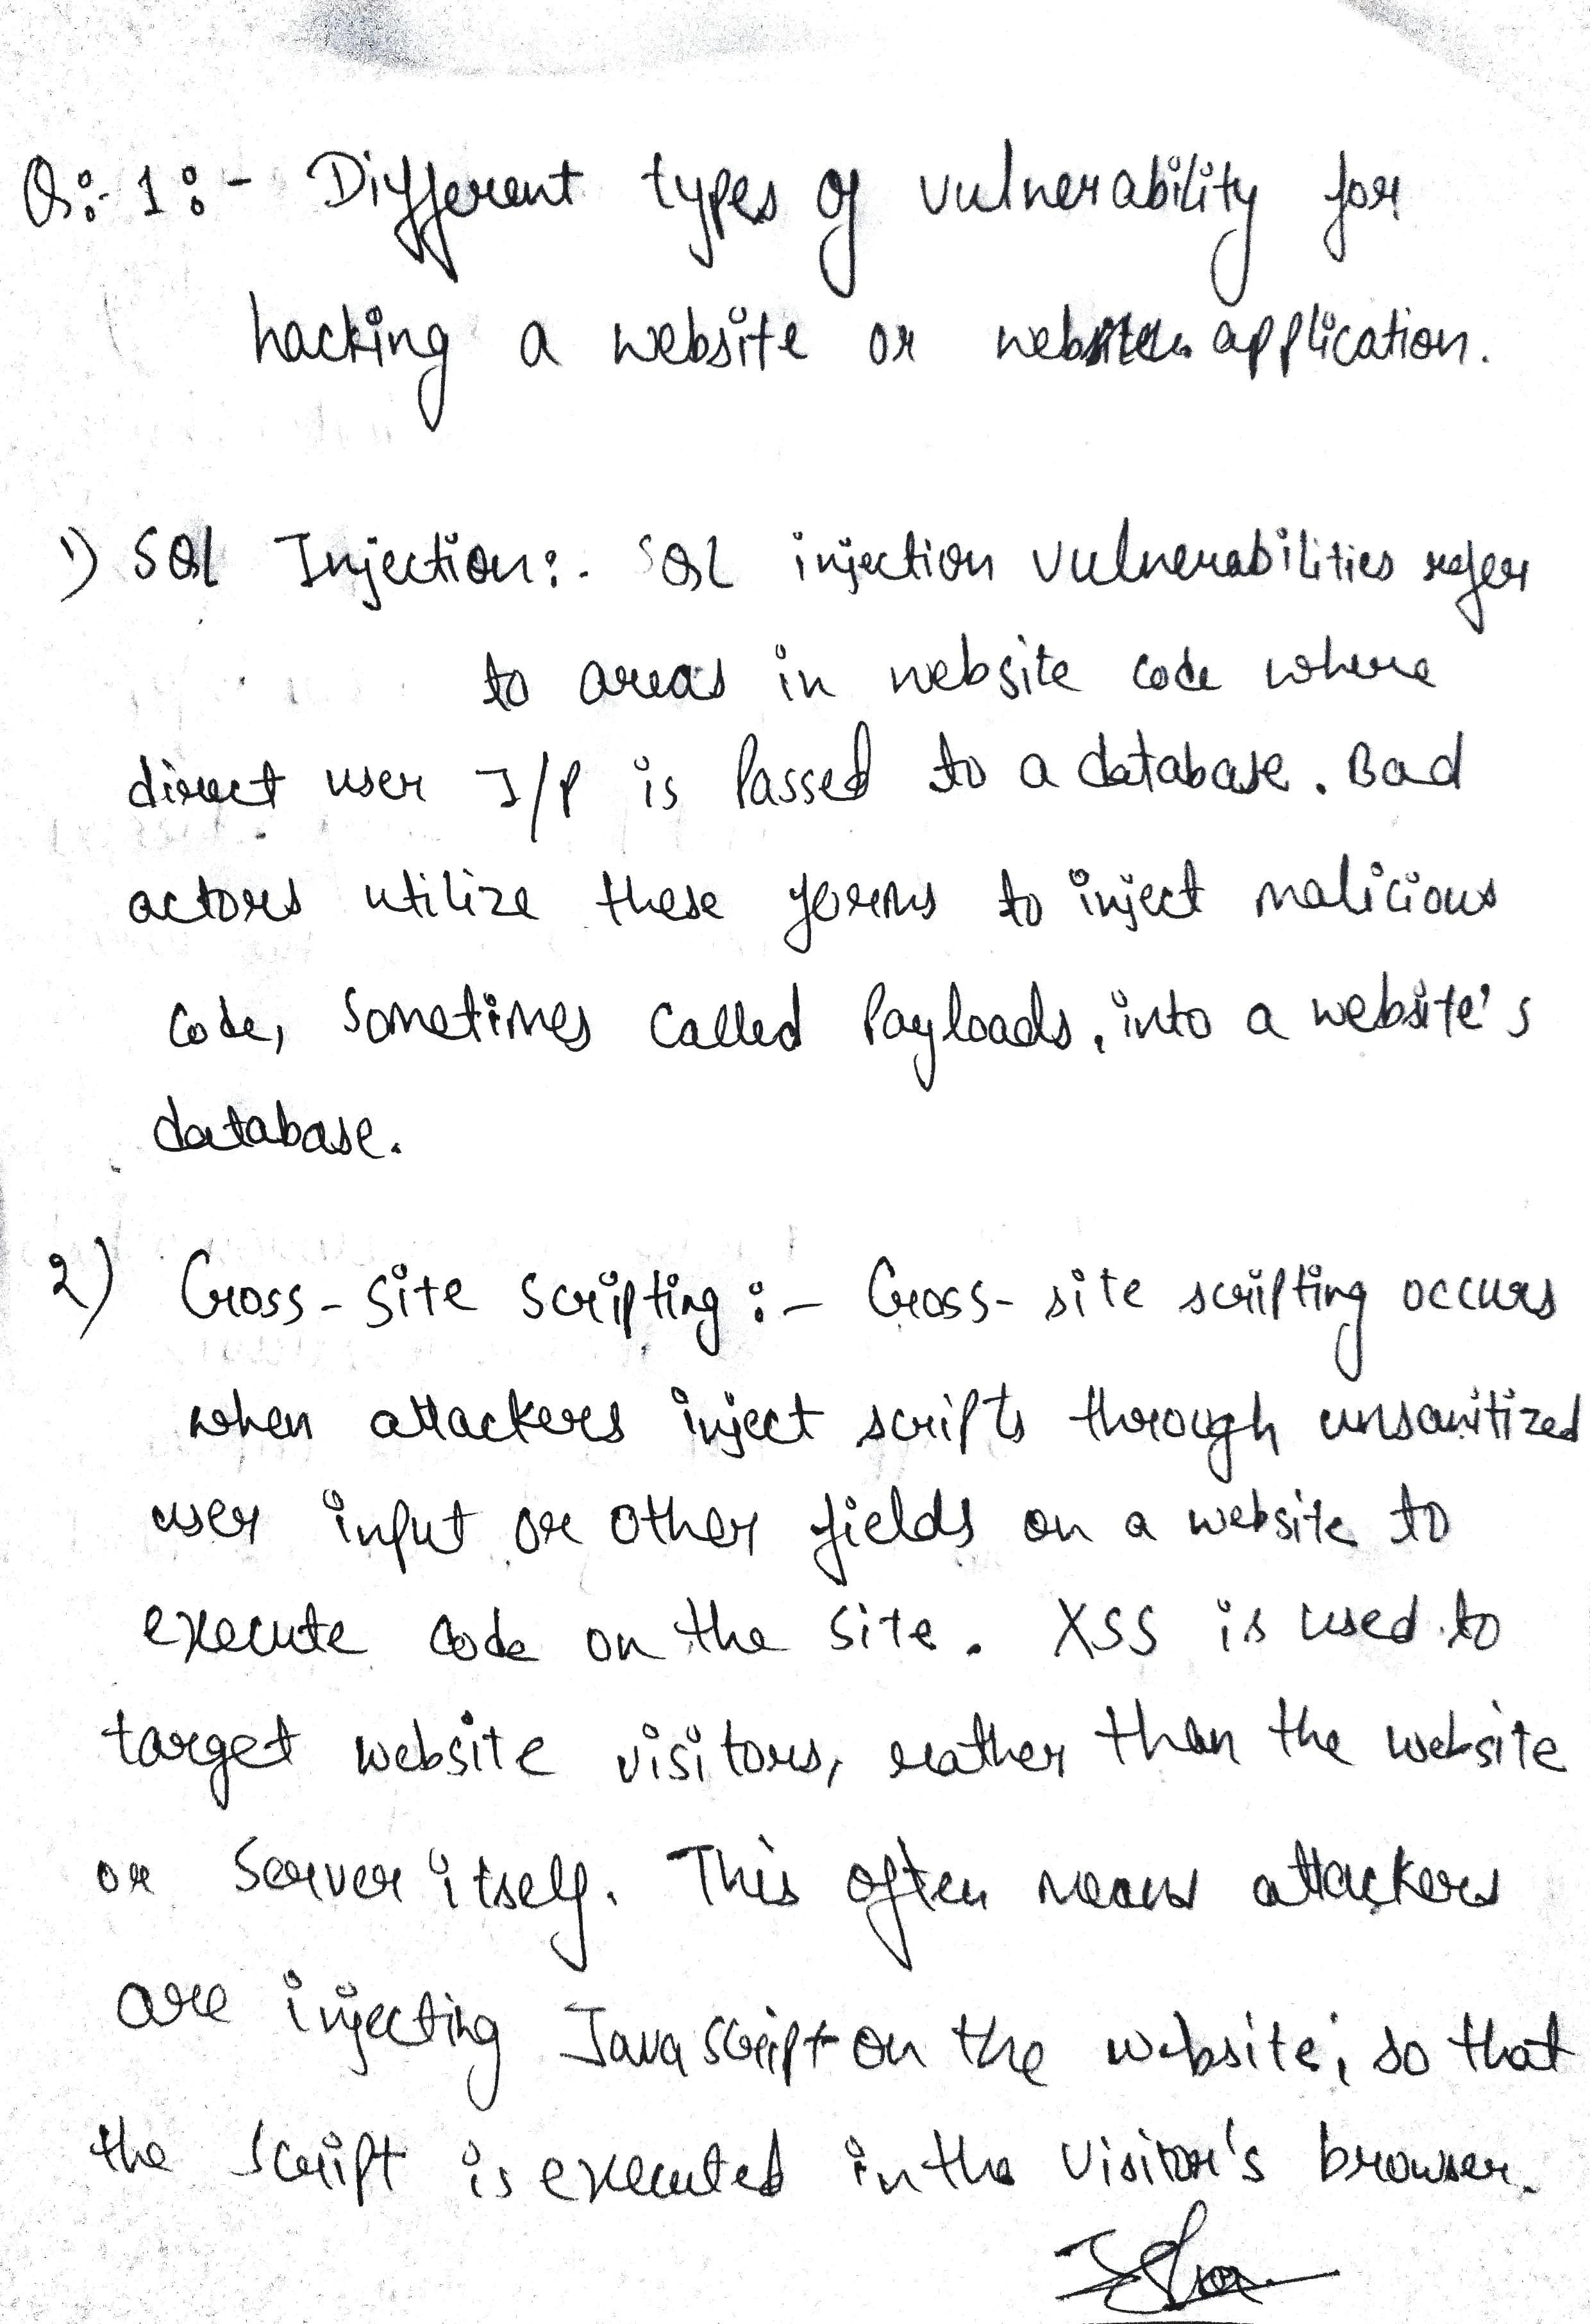 Q:-1:- Different types of vulnerability for
hacking a website or web application.
1) SQL Injection:- SQL injection vulnerabilities refer
to areas in website code where
direct user I/P is Passed to a database. Bad
actors utilize these forms to inject malicious
code, Sometimes called Payloads, into a website's
database.
2) Cross-Site Scripting :- Cross-site scripting occurs
when attackers inject scripts through unsanitized
user input or other fields on a website to
execute code on the site. XSS is used to
target website visitors, rather than the website
or Server itself. This often means attackers
are injecting JavaScript on the website, so that
the script is executed in the visitor's browser.